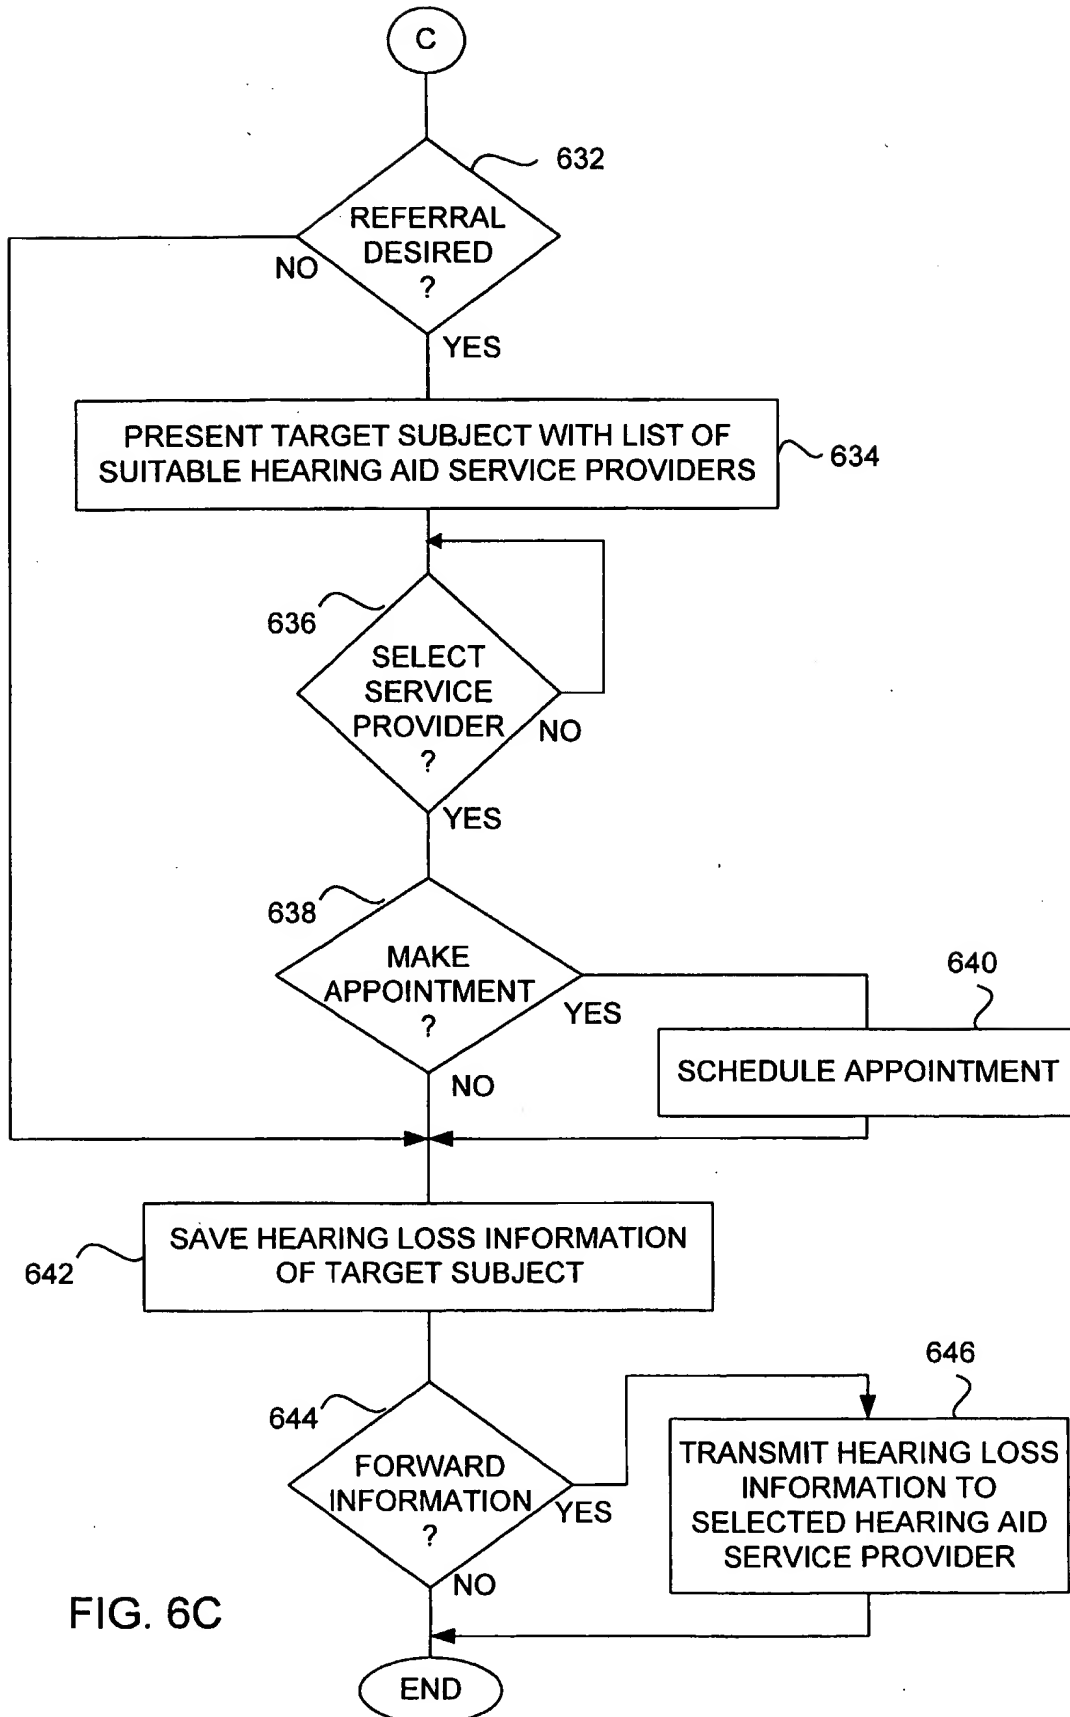 C
632
REFERRAL
DESIRED
?
NO
YES
PRESENT TARGET SUBJECT WITH LIST OF
SUITABLE HEARING AID SERVICE PROVIDERS
634
636
SELECT
SERVICE
PROVIDER
?
NO
YES
638
MAKE
APPOINTMENT
?
YES
NO
640
SCHEDULE APPOINTMENT
SAVE HEARING LOSS INFORMATION
OF TARGET SUBJECT
642
644
FORWARD
INFORMATION
?
YES
NO
646
TRANSMIT HEARING LOSS
INFORMATION TO
SELECTED HEARING AID
SERVICE PROVIDER
FIG. 6C
END